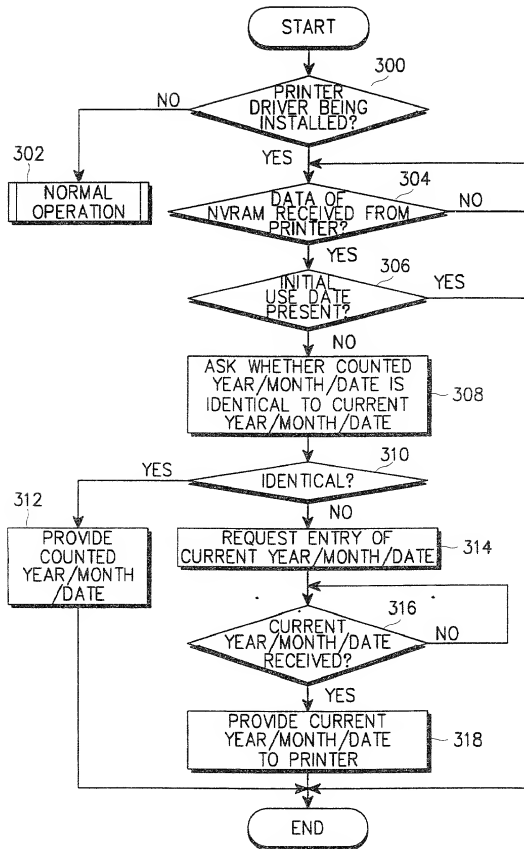 START
300
PRINTER
DRIVER BEING
INSTALLED?
NO
YES
302
NORMAL
OPERATION
304
DATA OF
NVRAM RECEIVED FROM
PRINTER?
NO
YES
306
INITIAL
USE DATE
PRESENT?
YES
NO
ASK WHETHER COUNTED
YEAR/MONTH/DATE IS
IDENTICAL TO CURRENT
YEAR/MONTH/DATE
308
310
IDENTICAL?
YES
NO
312
PROVIDE
COUNTED
YEAR/MONTH
/DATE
REQUEST ENTRY OF
CURRENT YEAR/MONTH/DATE
314
316
CURRENT
YEAR/MONTH/DATE
RECEIVED?
NO
YES
PROVIDE CURRENT
YEAR/MONTH/DATE
TO PRINTER
318
END